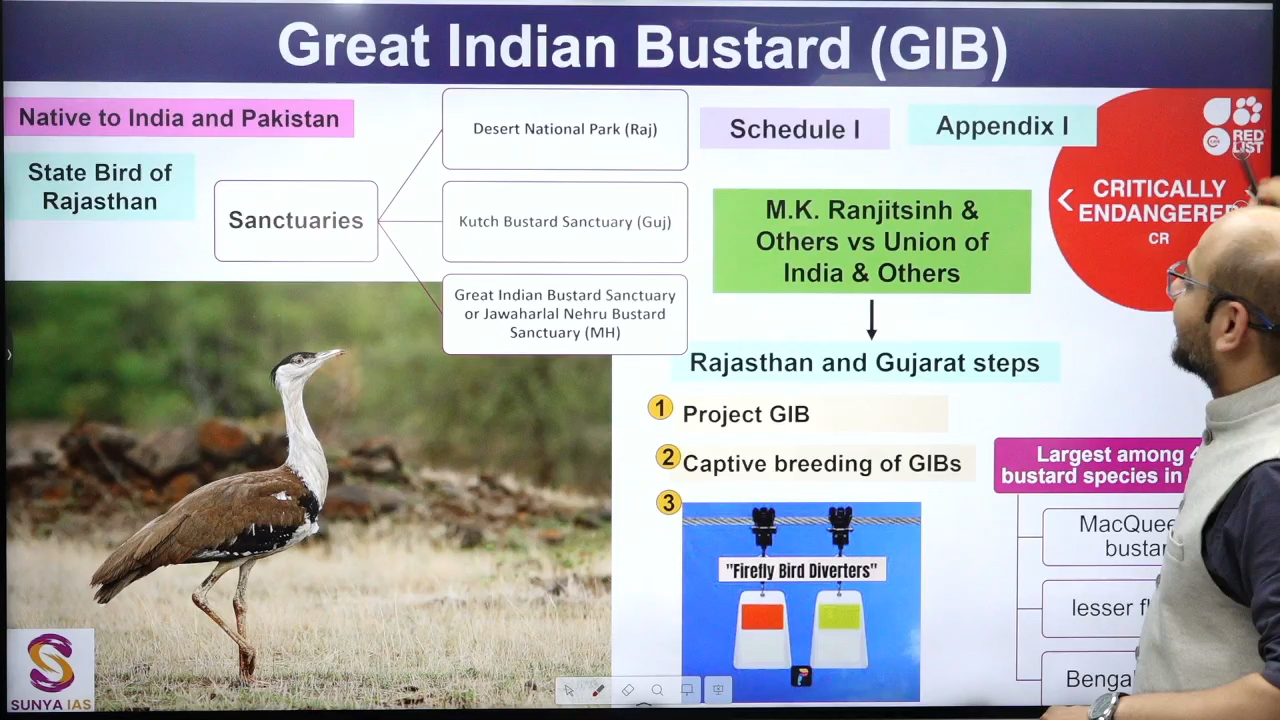 Great Indian Bustard (GIB)
Native to India and Pakistan
State Bird of
Rajasthan
Sanctuaries
Desert National Park (Raj)
Kutch Bustard Sanctuary (Guj)
Great Indian Bustard Sanctuary
or Jawaharlal Nehru Bustard
Sanctuary (MH)
Schedule I
Appendix I
RED
LIST
CRITICALLY
CR
M.K. Ranjitsinh &
Others vs Union of
India & Others
Rajasthan and Gujarat steps
1 Project GIB
2 Captive breeding of GIBs
3
"Firefly Bird Diverters"
Largest among
bustard species in
lesser
SUNYA IAS